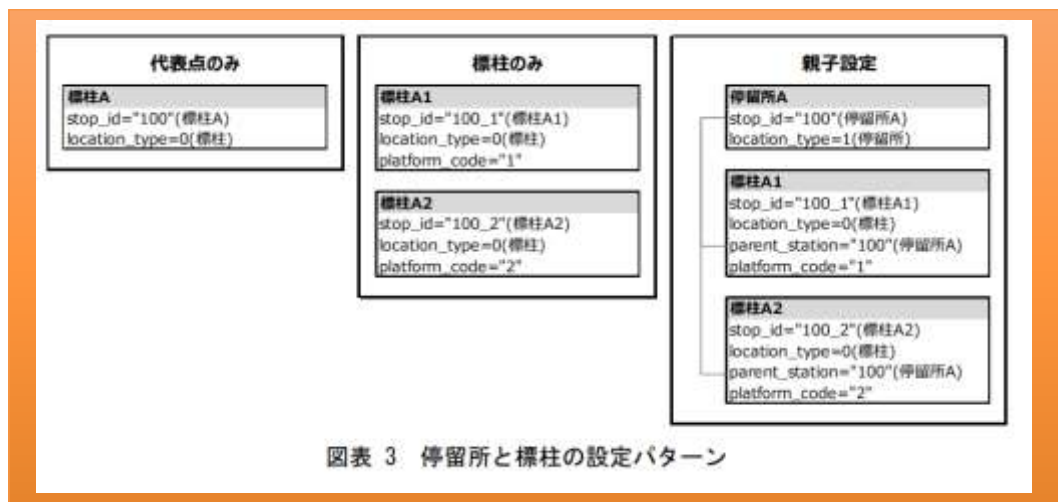 代表点のみ
標柱A
stop_id="100"(標柱A)
location_type=0(標柱)
標柱のみ
標柱A1
stop_id="100_1"(標柱A1)
location_type=0(標柱)
platform_code="1"
標柱A2
stop_id="100_2"(標柱A2)
location_type=0(標柱)
platform_code="2"
親子設定
停留所A
stop_id="100"(停留所A)
location_type=1(停留所)
標柱A1
stop_id="100_1"(標柱A1)
location_type=0(標柱)
parent_station="100"(停留所A)
platform_code="1"
標柱A2
stop_id="100_2"(標柱A2)
location_type=0(標柱)
parent_station="100"(停留所A)
platform_code="2"
図表 3 停留所と標柱の設定パターン